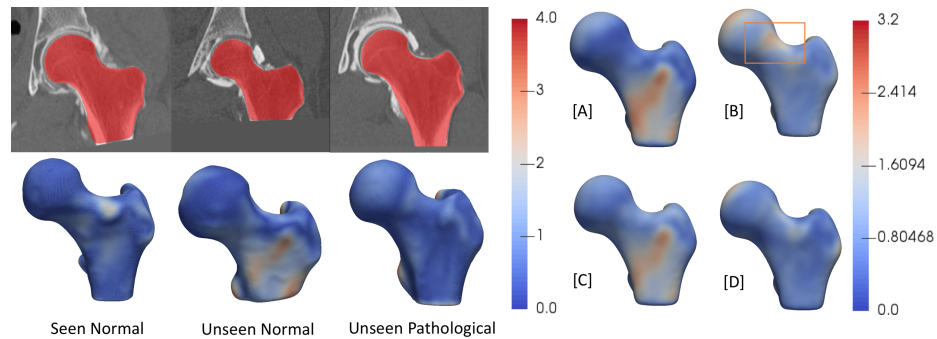 4.0
3
2
1
0.0
[A]
[B]
[C]
[D]
3.2
2.414
1.6094
0.80468
0.0
Seen Normal
Unseen Normal
Unseen Pathological